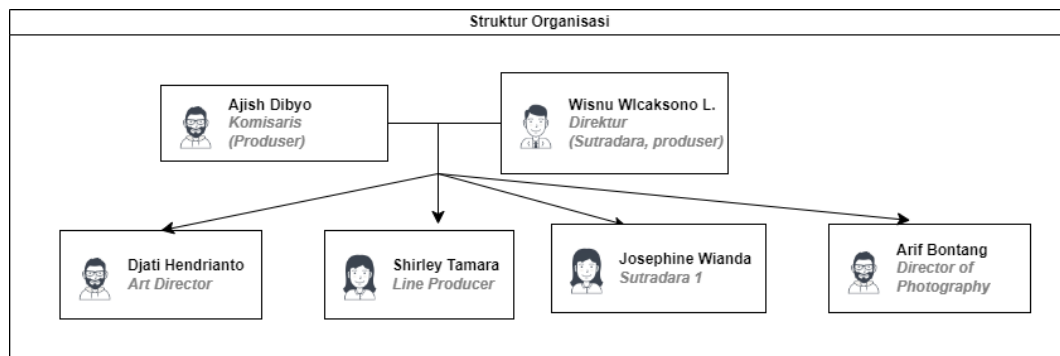 Struktur Organisasi
Ajish Dibyo
Komisaris
(Produser)
Wisnu WIcaksono L.
Direktur
(Sutradara, produser)
Djati Hendrianto
Art Director
Shirley Tamara
Line Producer
Josephine Wianda
Sutradara 1
Arif Bontang
Director of
Photography